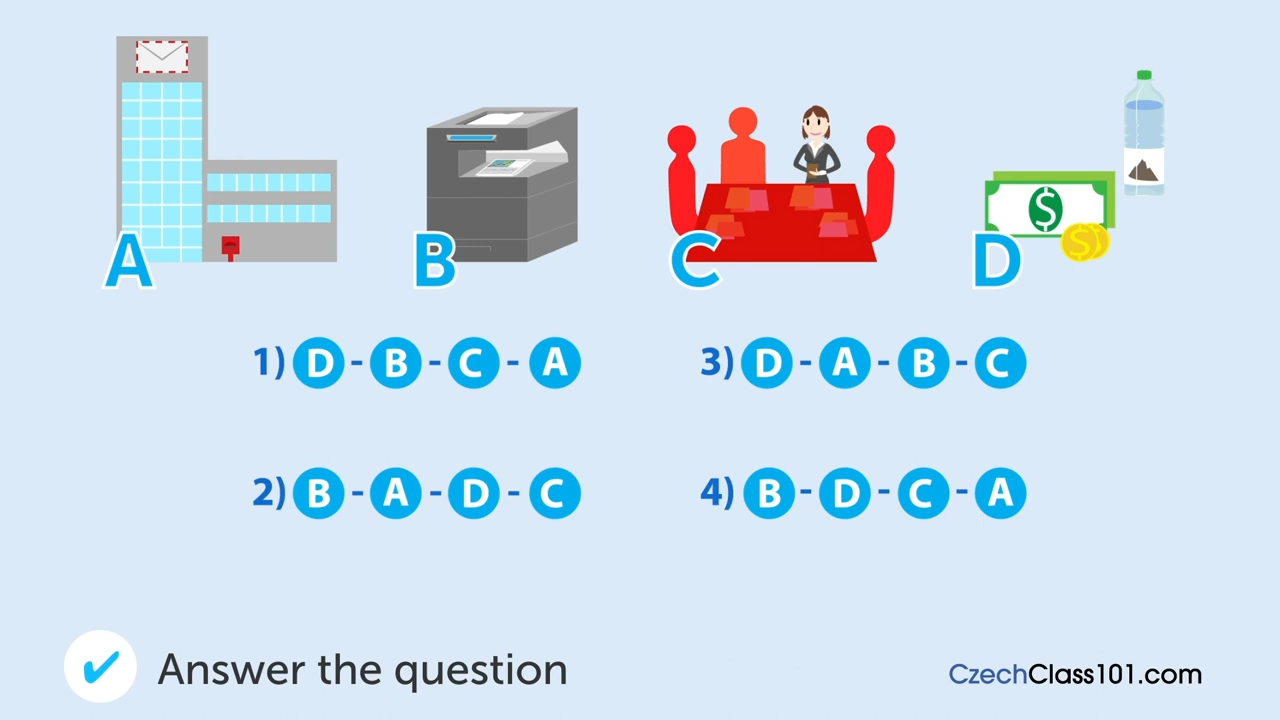 A B C D
1) D - B - C - A
3) D - A - B - C
2) B - A - D - C
4) B - D - C - A
✔ Answer the question
CzechClass101.com